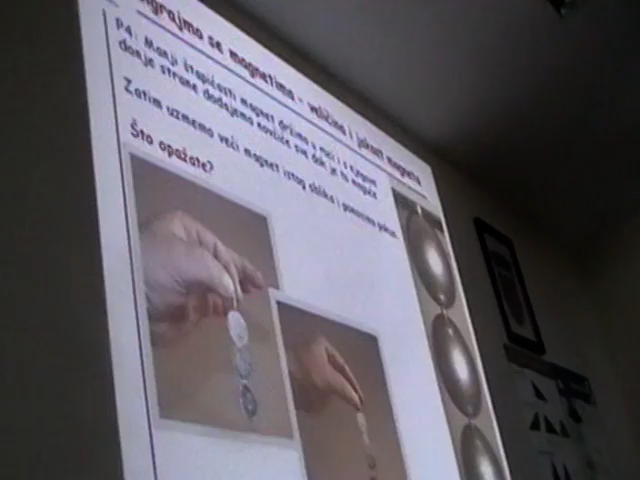 Igrajmo se magnetima - veličina i jakost magneta
P4: Manji štapićasti magnet držimo u ruci i s njegove
donje strane dodajemo novčiće sve dok je to moguće
Zatim uzmemo veći magnet istog oblika i ponovimo pokus.
Što opažate?